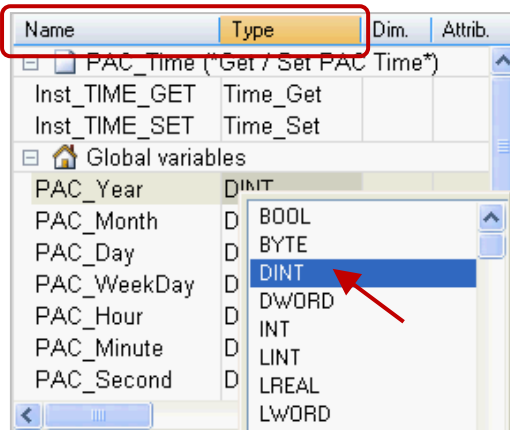 Name Type Dim. Attrib.
PAC_Time (*Get / Set PAC Time*)
Inst_TIME_GET Time_Get
Inst_TIME_SET Time_Set
Global variables
PAC_Year DINT
PAC_Month D
PAC_Day D
PAC_WeekDay D
PAC_Hour D
PAC_Minute D
PAC_Second D
BOOL
BYTE
DINT
DWORD
INT
LINT
LREAL
LWORD